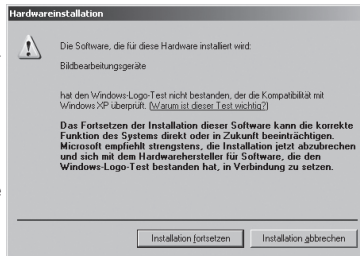 Hardwareinstallation
Die Software, die für diese Hardware installiert wird:
Bildbearbeitungsgeräte
hat den Windows-Logo-Test nicht bestanden, der die Kompatibilität mit
Windows XP überprüft. (Warum ist dieser Test wichtig?)
Das Fortsetzen der Installation dieser Software kann die korrekte
Funktion des Systems direkt oder in Zukunft beeinträchtigen.
Microsoft empfiehlt strengstens, die Installation jetzt abzubrechen
und sich mit dem Hardwarehersteller für Software, die den
Windows-Logo-Test bestanden hat, in Verbindung zu setzen.
Installation fortsetzen
Installation abbrechen